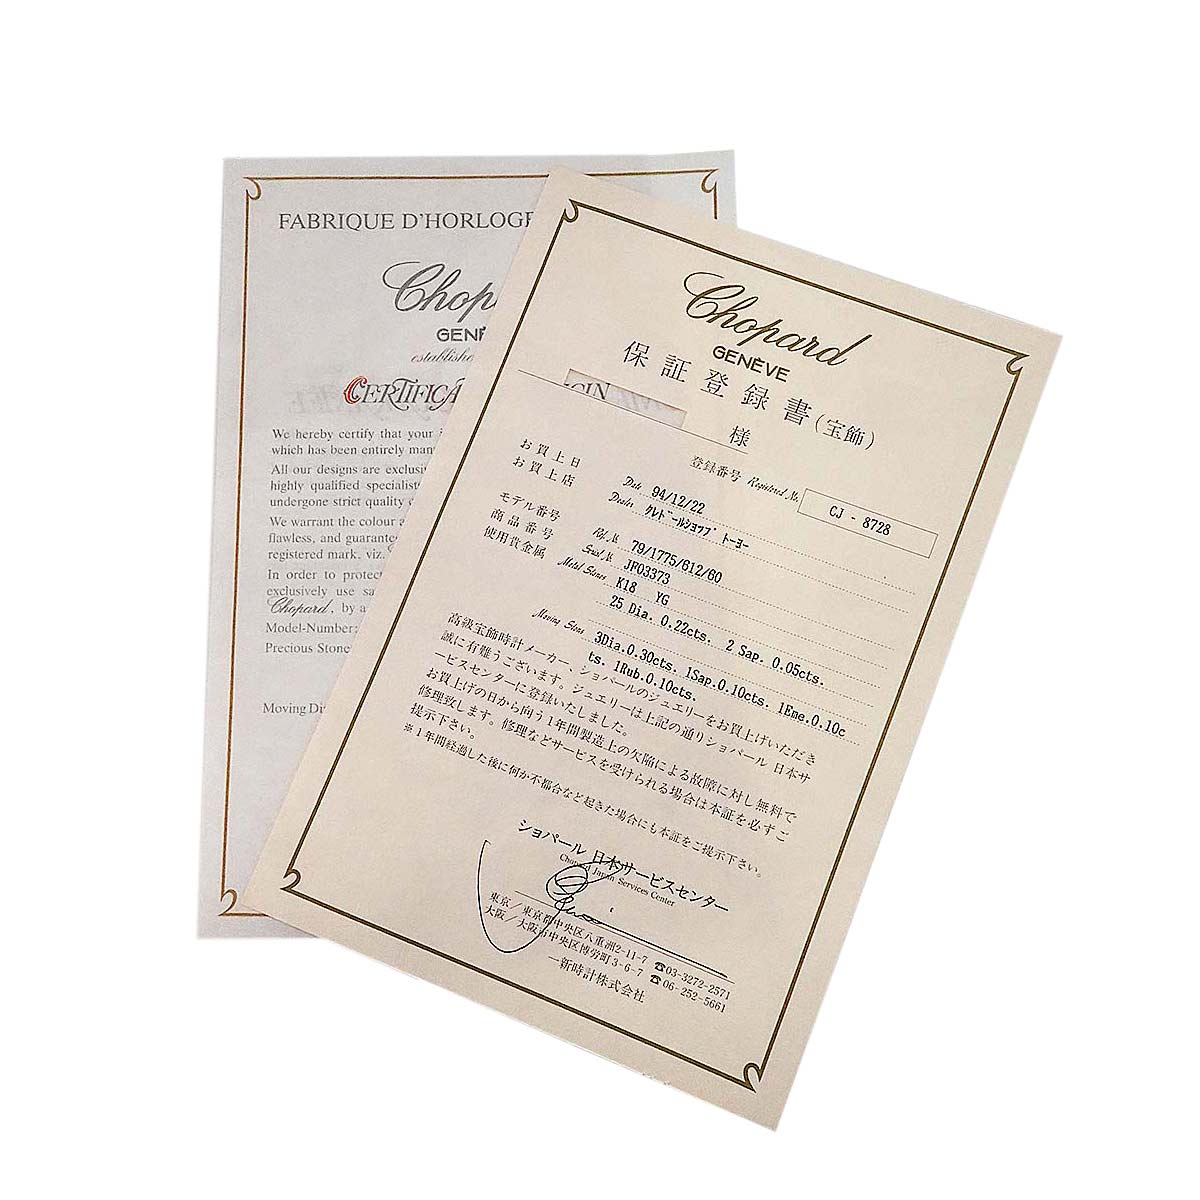 FABRIQUE D'HORLOGE
Chop
GENÈ
establishe
CERTIFICA
We hereby certify that your
which has been entirely man
All our designs are exclusi
highly qualified specialist
undergone strict quality
We warrant the colour a
flawless, and guarante
registered mark, viz.
In order to protec
exclusively use sa
Chopard, by a
Model-Number:
Precious Stone
Moving Di
Chopard
GENÈVE
保証登録書(宝飾)
様
登録番号 Registered No. CJ - 8728
お買上日 Date 94/12/22
お買上店 Dealer クレドールショップ トーヨー
モデル番号 Ref. № 79/1775/612/60
商品番号 Serial № JF03373
使用貴金属 Metal Stones K18 YG
25 Dia. 0.22cts. 2 Sap. 0.05cts.
Moving Stone 3Dia.0.30cts. 1Sap.0.10cts. 1Eme.0.10c
ts. 1Rub.0.10cts.
高級宝飾時計メーカー、ショパールのジュエリーをお買上げいただき
誠に有難うございます。ジュエリーは上記の通りショパール 日本サ
ービスセンターに登録いたしました。
お買上げの日から向う1年間製造上の欠陥による故障に対し無料で
修理致します。修理などサービスを受けられる場合は本証を必ずご
提示下さい。
※1年間経過した後に何か不都合など起きた場合にも本証をご提示下さい。
ショパール 日本サービスセンター
Chopard Japan Services Center
東京／東京都中央区八重洲2-11-7 ☎03-3272-2571
大阪／大阪市中央区博労町3-6-7 ☎06-252-5661
一新時計株式会社